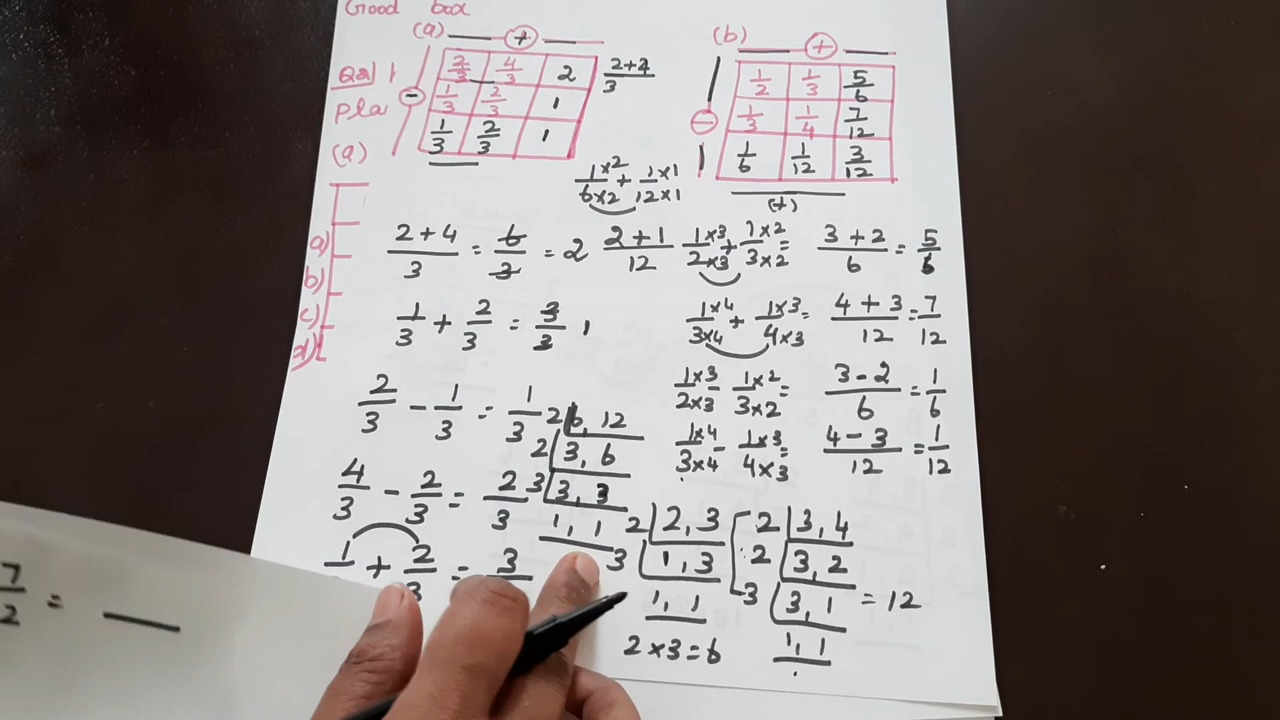 Good box
(a) — + —
(b) — + —
Q21
pla
(a)
-
2/3 4/3 2
1/3 2/3 1
1/3 2/3 1
2+4/3
-
1/2 1/3 5/6
1/3 1/4 7/12
1/6 1/12 3/12
(+)
1×2/6×2 + 1×1/12×1
a)
b)
c)
d)
2+4/3 = 6/3 = 2
1/3 + 2/3 = 3/3 1
2/3 - 1/3 = 1/3
4/3 - 2/3 = 2/3
1 + 2/3 = 3
2+1/12
1×3/2×3 + 1×2/3×2 = 3+2/6 = 5/6
1×4/3×4 + 1×3/4×3 = 4+3/12 = 7/12
1×3/2×3 - 1×2/3×2 = 3-2/6 = 1/6
1×4/3×4 - 1×3/4×3 = 4-3/12 = 1/12
2 6, 12
2 3, 6
3 3, 3
1, 1
2 2, 3
3 1, 3
1, 1
2×3=6
2 3, 4
2 3, 2
3 3, 1 = 12
1, 1
7/2 = —